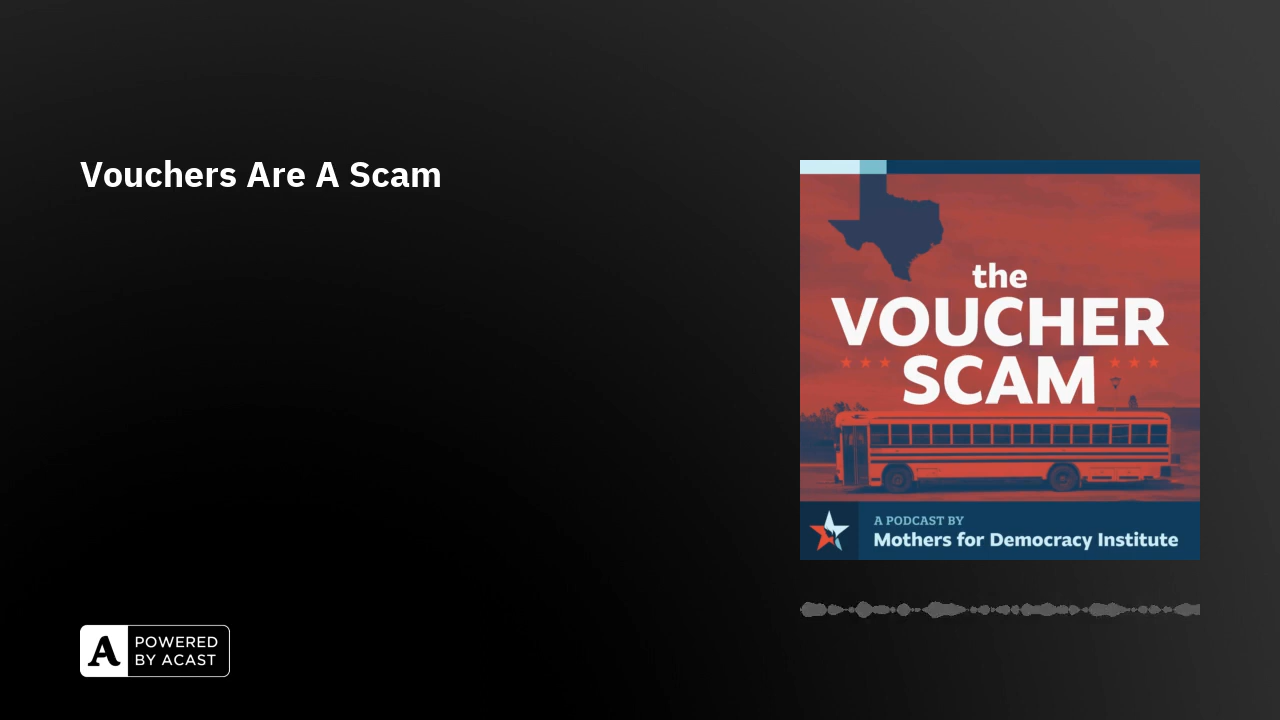 Vouchers Are A Scam
the
VOUCHER
SCAM
A PODCAST BY
Mothers for Democracy Institute
A
POWERED
BY ACAST